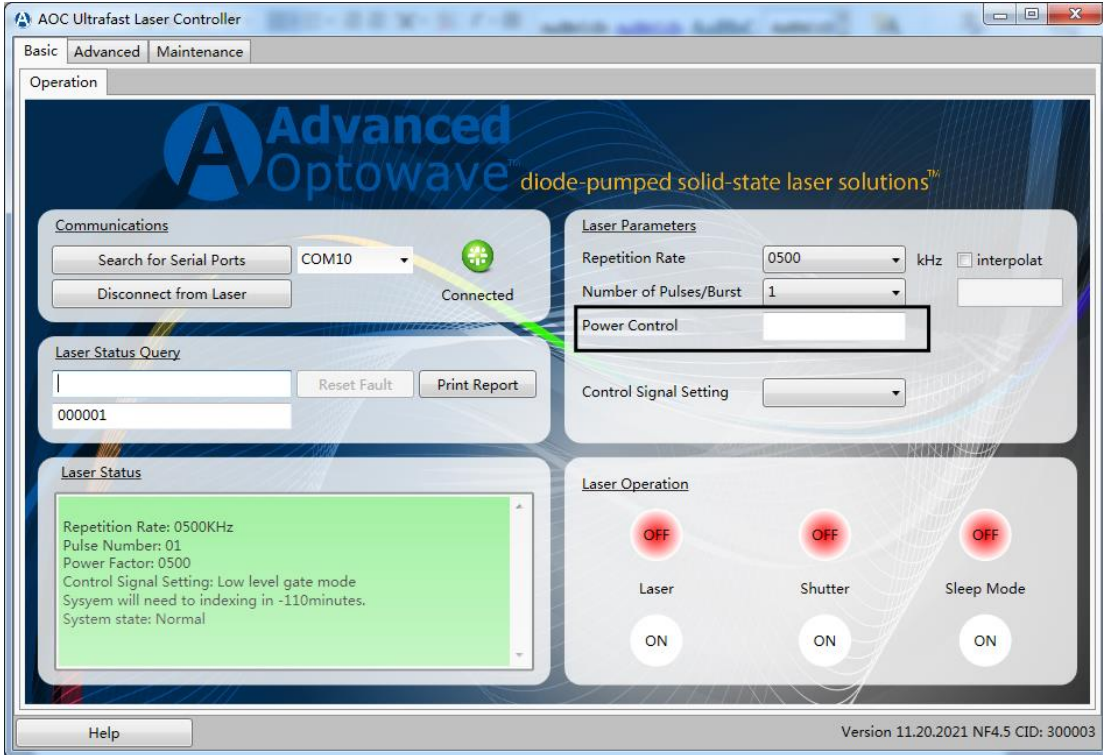 AOC Ultrafast Laser Controller
Basic Advanced Maintenance
Operation
Advanced
Optowave™ diode-pumped solid-state laser solutions™
Communications
Search for Serial Ports COM10
Disconnect from Laser Connected
Laser Status Query
Reset Fault Print Report
000001
Laser Status
Repetition Rate: 0500KHz
Pulse Number: 01
Power Factor: 0500
Control Signal Setting: Low level gate mode
Sysyem will need to indexing in -110minutes.
System state: Normal
Laser Parameters
Repetition Rate 0500 kHz interpolat
Number of Pulses/Burst 1
Power Control
Control Signal Setting
Laser Operation
OFF OFF OFF
Laser Shutter Sleep Mode
ON ON ON
Help Version 11.20.2021 NF4.5 CID: 300003